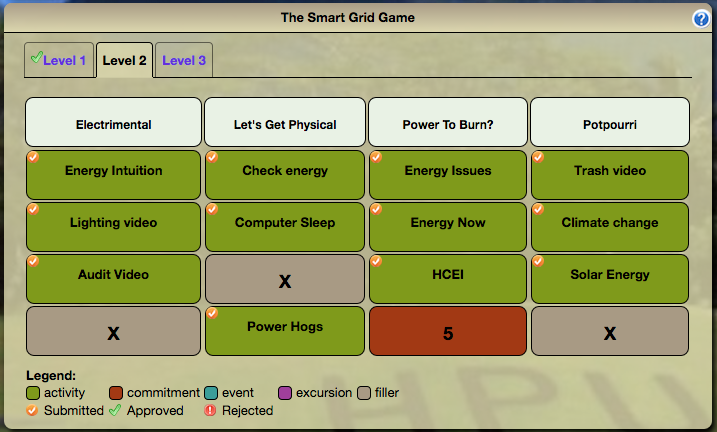 The Smart Grid Game
?
Level 1 Level 2 Level 3
Electrimental Let's Get Physical Power To Burn? Potpourri
Energy Intuition Check energy Energy Issues Trash video
Lighting video Computer Sleep Energy Now Climate change
Audit Video X HCEI Solar Energy
X Power Hogs 5 X
Legend:
activity commitment event excursion filler
Submitted Approved Rejected
HPU